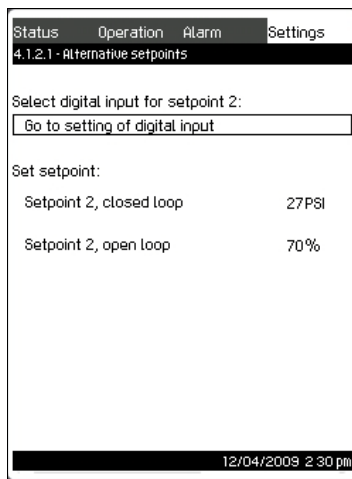 Status Operation Alarm Settings
4.1.2.1 - Alternative setpoints
Select digital input for setpoint 2:
Go to setting of digital input
Set setpoint:
Setpoint 2, closed loop 27PSI
Setpoint 2, open loop 70%
12/04/2009 2 30 pm